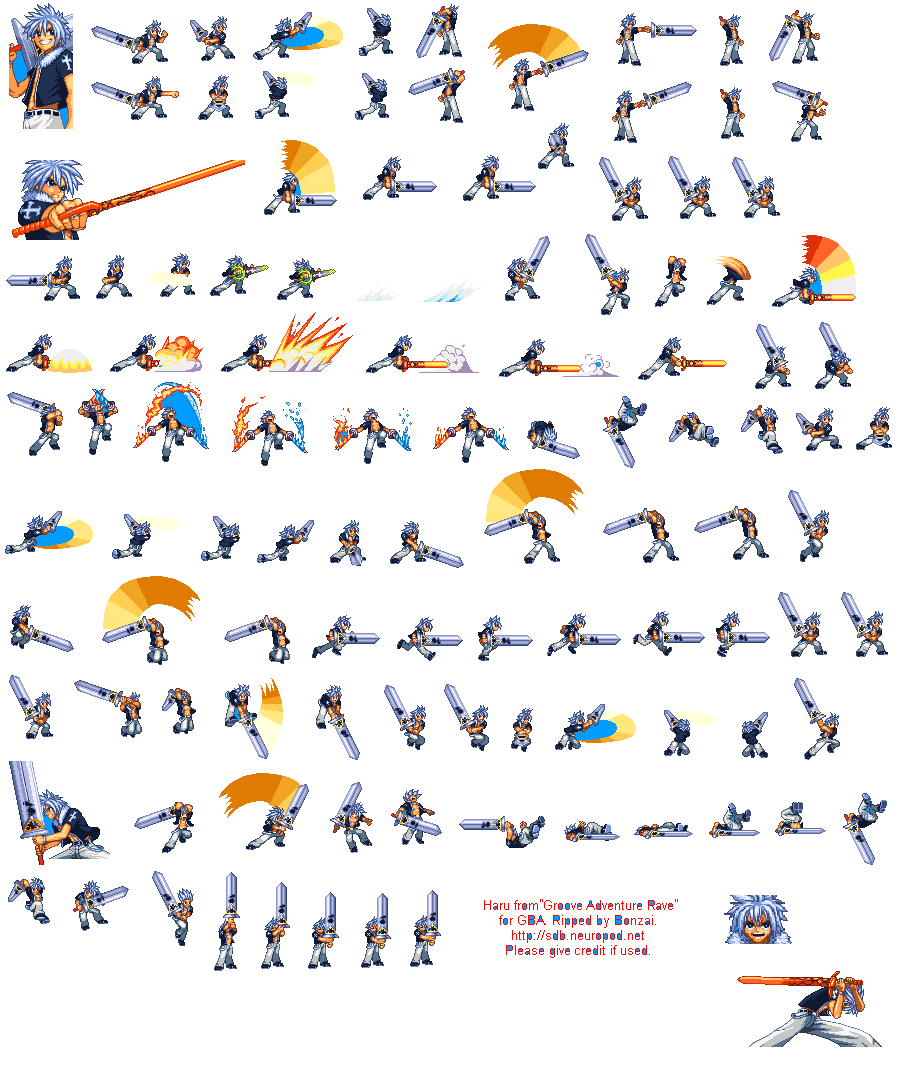 Haru from"Groove Adventure Rave"
for GBA. Ripped by Bonzai.
http://sdb.neuropod.net
Please give credit if used.